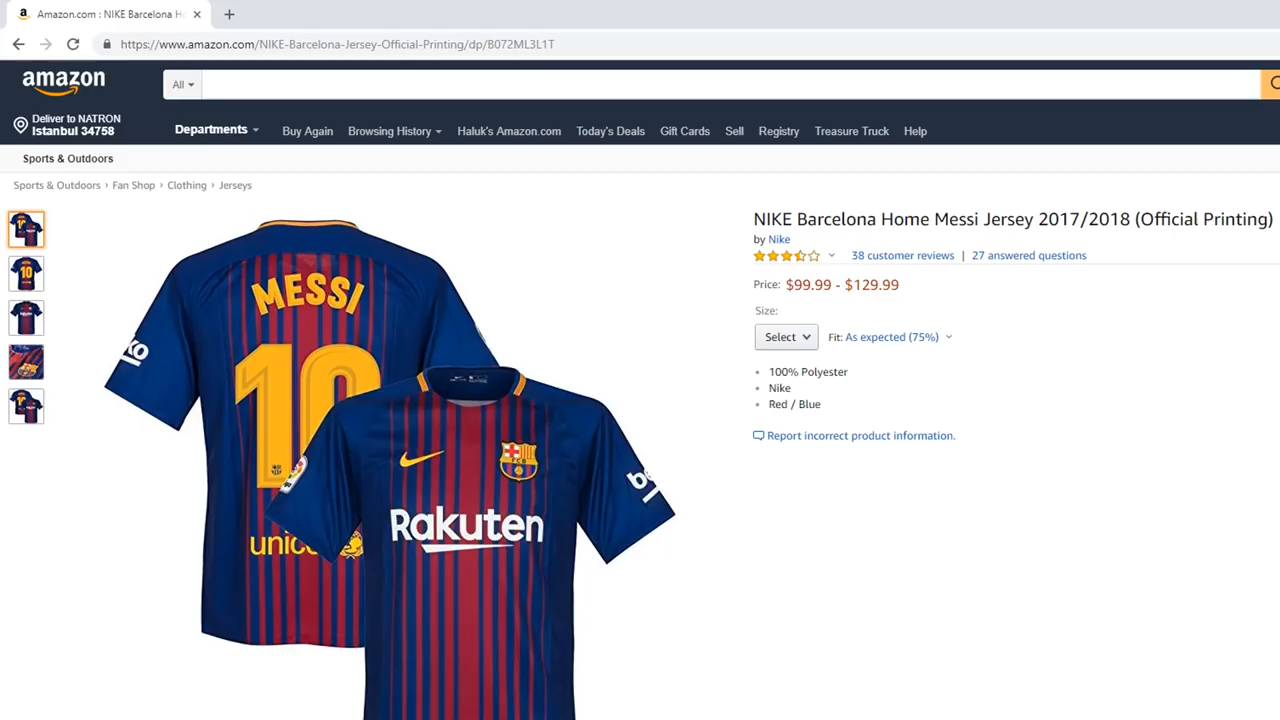 Amazon.com : NIKE Barcelona H
https://www.amazon.com/NIKE-Barcelona-Jersey-Official-Printing/dp/B072ML3L1T
amazon
All
Deliver to NATRON
Istanbul 34758
Departments
Buy Again
Browsing History
Haluk's Amazon.com
Today's Deals
Gift Cards
Sell
Registry
Treasure Truck
Help
Sports & Outdoors
Sports & Outdoors › Fan Shop › Clothing › Jerseys
MESSI
10
unic
FCB
Rakuten
be
ko
NIKE Barcelona Home Messi Jersey 2017/2018 (Official Printing)
by Nike
38 customer reviews | 27 answered questions
Price: $99.99 - $129.99
Size:
Select
Fit: As expected (75%)
100% Polyester
Nike
Red / Blue
Report incorrect product information.